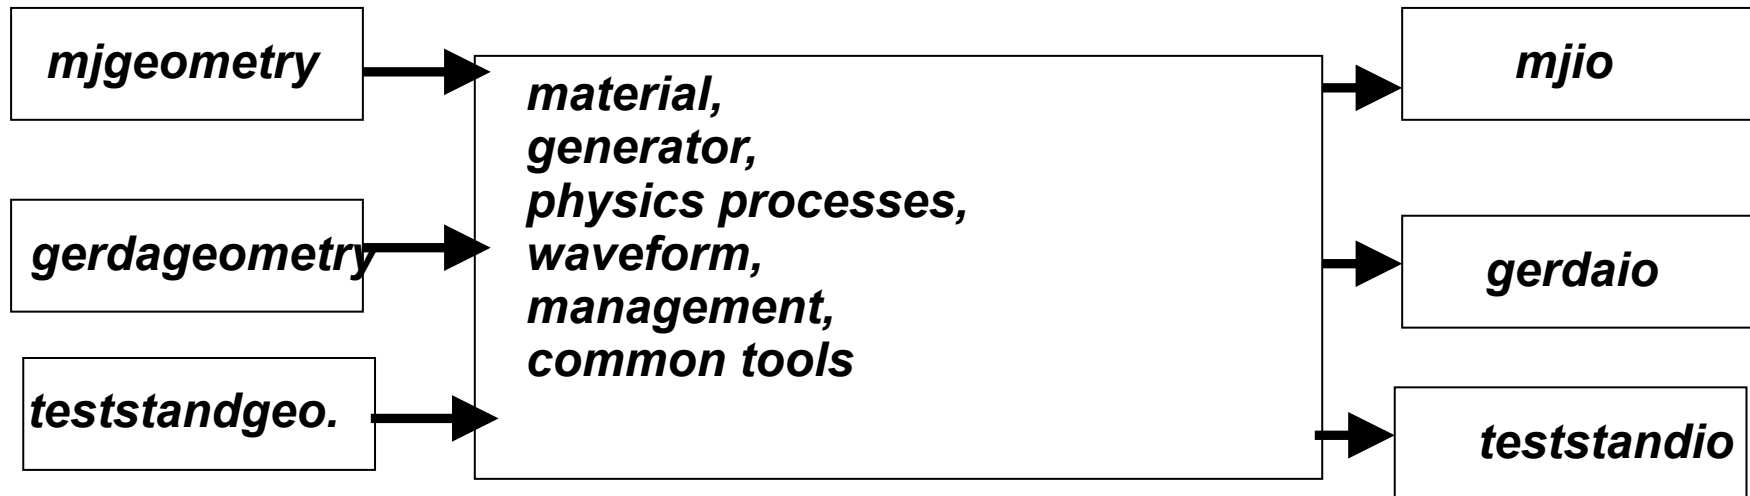 mjgeometry
gerdageometry
teststandgeo.
material,
generator,
physics processes,
waveform,
management,
common tools
mjio
gerdaio
teststandio